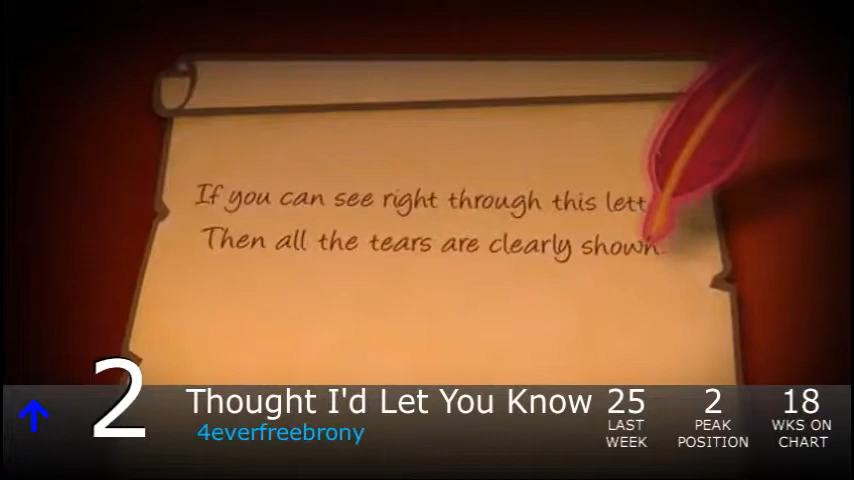 If you can see right through this lett
Then all the tears are clearly shown.
2
Thought I'd Let You Know
4everfreebrony
25
LAST
WEEK
2
PEAK
POSITION
18
WKS ON
CHART